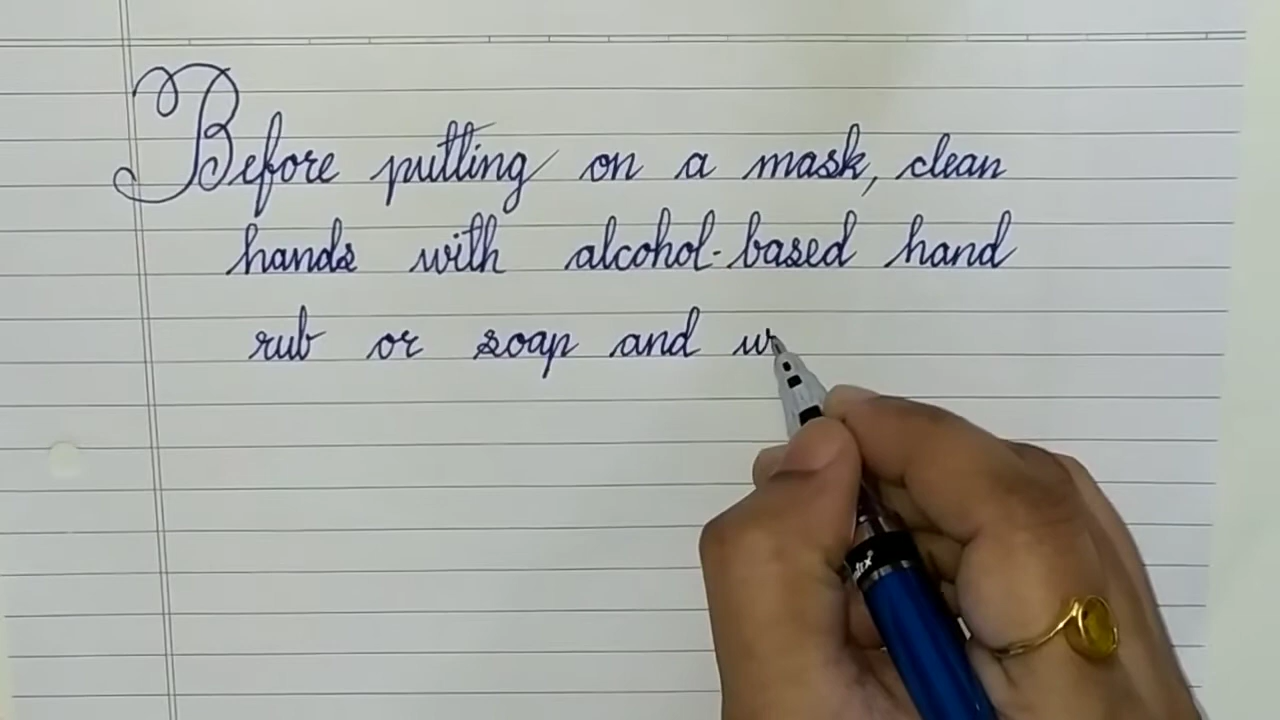 Before putting on a mask, clean
hands with alcohol-based hand
rub or soap and w